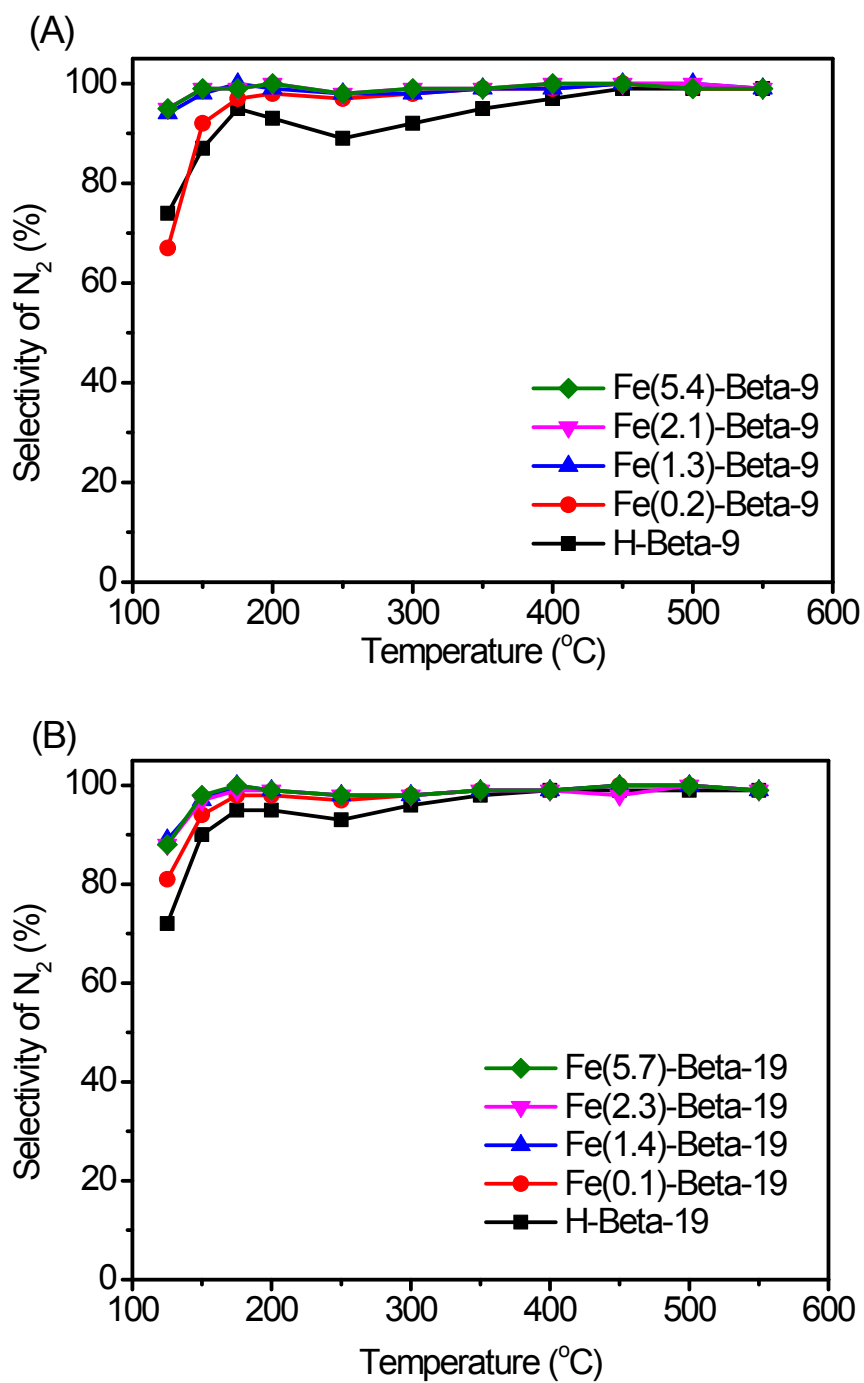 (A)
100
80
60
40
20
0
Selectivity of N2 (%)
Fe(5.4)-Beta-9
Fe(2.1)-Beta-9
Fe(1.3)-Beta-9
Fe(0.2)-Beta-9
H-Beta-9
100 200 300 400 500 600
Temperature (°C)
(B)
100
80
60
40
20
0
Selectivity of N2 (%)
Fe(5.7)-Beta-19
Fe(2.3)-Beta-19
Fe(1.4)-Beta-19
Fe(0.1)-Beta-19
H-Beta-19
100 200 300 400 500 600
Temperature (°C)